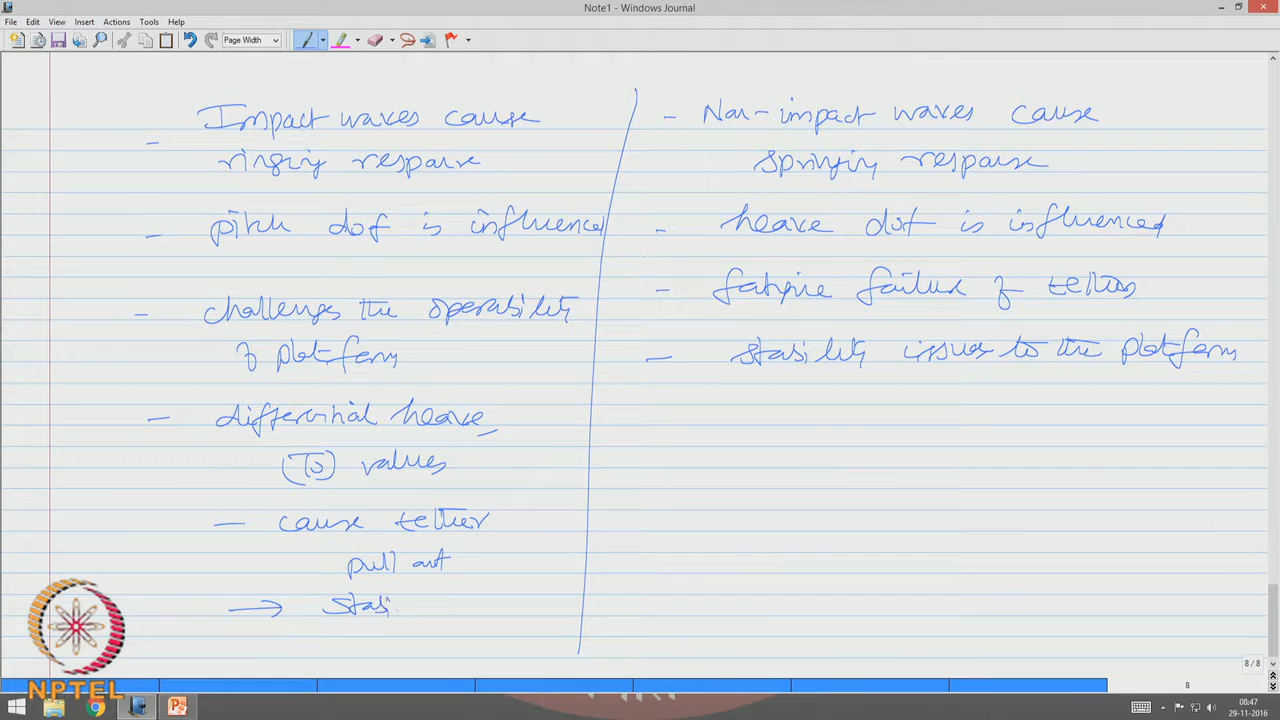 Note1 - Windows Journal
File Edit View Insert Actions Tools Help
Page Width
- Impact waves cause
ringing response
- pitch dof is influence
- challenges the operability
of platform
- differential heave
(To) values
- cause tether
pull out
→ stabi
- Non-impact waves cause
springing response
- heave dof is influenced
- fatigue failure of tethers
- stability issues to the platform
NPTEL
8/8
8
08:47
29-11-2016